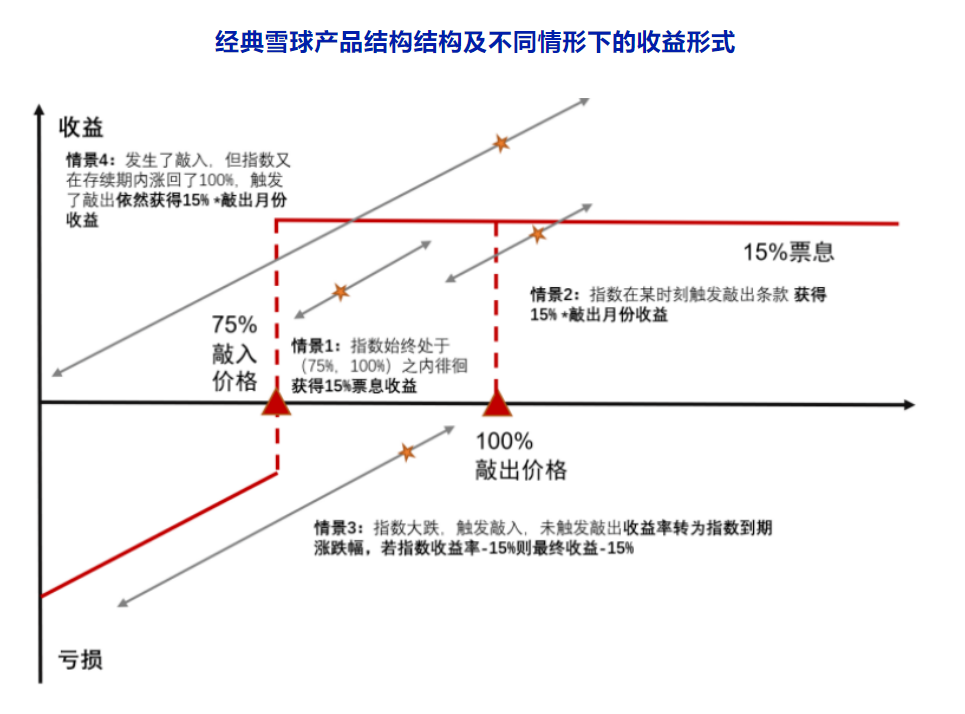 经典雪球产品结构结构及不同情形下的收益形式
收益
情景4：发生了敲入，但指数又
在存续期内涨回了100%，触发
了敲出依然获得15%*敲出月份
收益
15%票息
情景2：指数在某时刻触发敲出条款 获得
15%*敲出月份收益
75%
敲入
价格
情景1：指数始终处于
（75%，100%）之内徘徊
获得15%票息收益
100%
敲出价格
情景3：指数大跌，触发敲入，未触发敲出收益率转为指数到期
涨跌幅，若指数收益率-15%则最终收益-15%
亏损